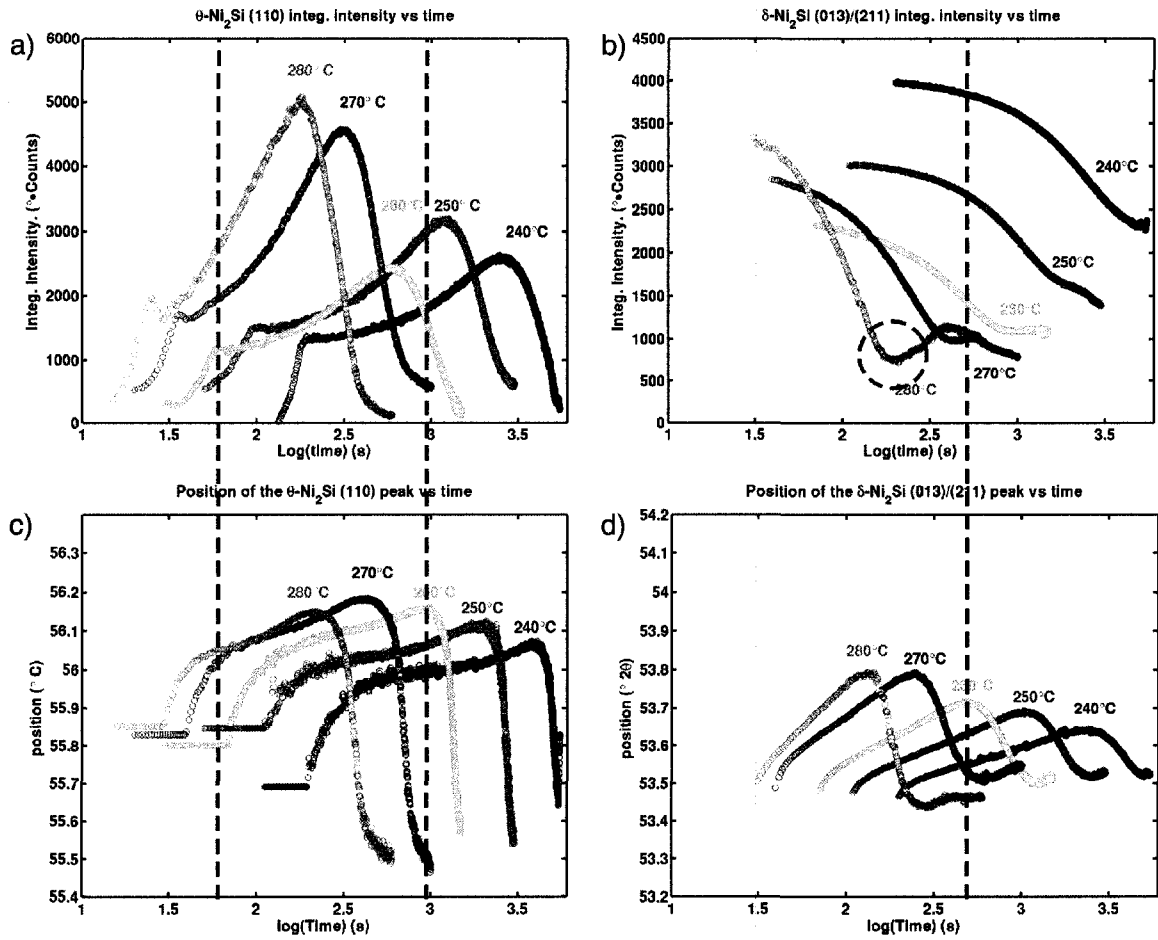 θ-Ni2Si (110) integ. intensity vs time
a)
Integ. Intensity. (°•Counts)
6000
5000
4000
3000
2000
1000
0
280°C
270°C
250°C
240°C
1 1.5 2 2.5 3 3.5
Log(time) (s)
δ-Ni2Si (013)/(211) integ. intensity vs time
b)
Integ. Intensity. (°•Counts)
4500
4000
3500
3000
2500
2000
1500
1000
500
0
240°C
250°C
270°C
280°C
1 1.5 2 2.5 3 3.5
Log(time) (s)
Position of the θ-Ni2Si (110) peak vs time
c)
position (° C)
56.3
56.2
56.1
56
55.9
55.8
55.7
55.6
55.5
55.4
280°C
270°C
250°C
240°C
1 1.5 2 2.5 3 3.5
log(Time) (s)
Position of the δ-Ni2Si (013)/(211) peak vs time
d)
position (° 2θ)
54.2
54.1
54
53.9
53.8
53.7
53.6
53.5
53.4
53.3
53.2
280°C
270°C
250°C
240°C
1 1.5 2 2.5 3 3.5
log(Time) (s)